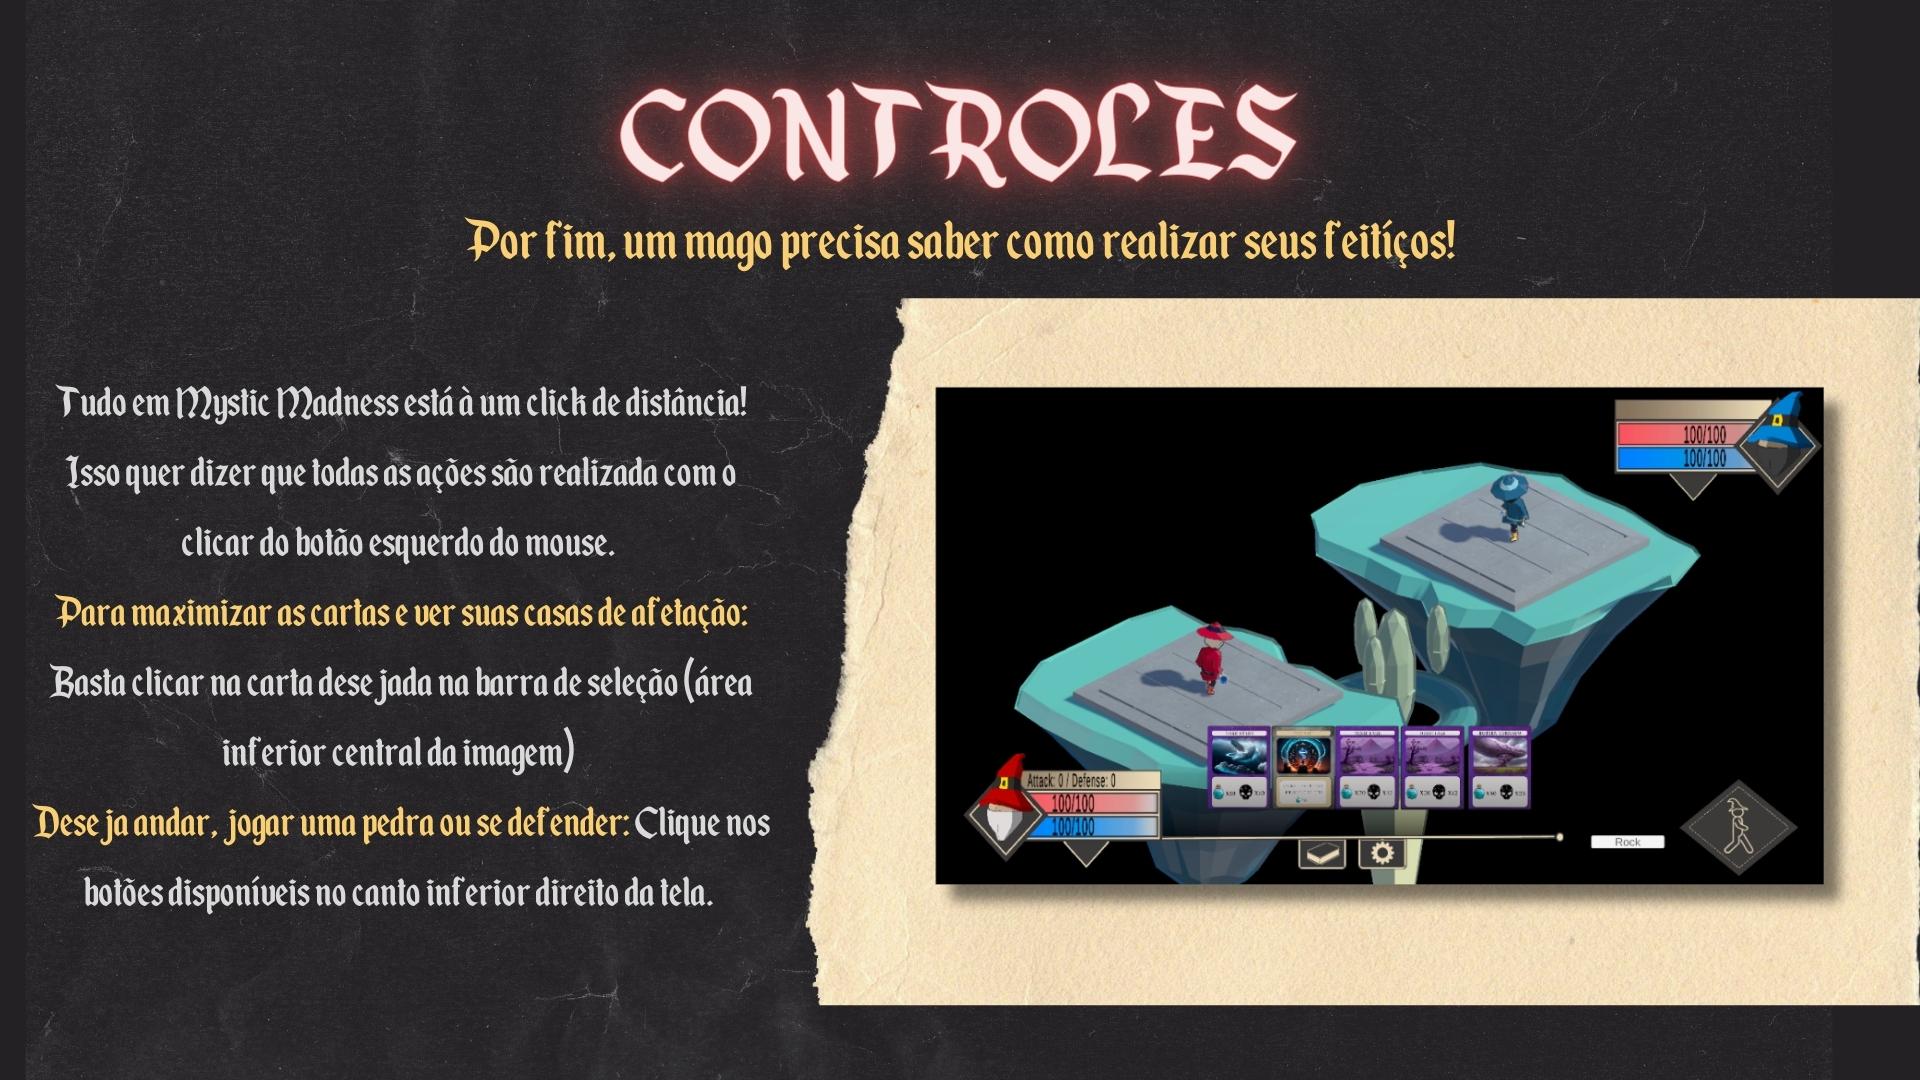 CONTROLES
Por fim, um mago precisa saber como realizar seus feitíços!
Tudo em Mystic Madness está à um click de distância!
Isso quer dizer que todas as ações são realizada com o
clicar do botão esquerdo do mouse.
Para maximizar as cartas e ver suas casas de afetação:
Basta clicar na carta desejada na barra de seleção (área
inferior central da imagem)
Deseja andar, jogar uma pedra ou se defender: Clique nos
botões disponíveis no canto inferior direito da tela.
100/100
100/100
Attack: 0 / Defense: 0
100/100
100/100
Rock